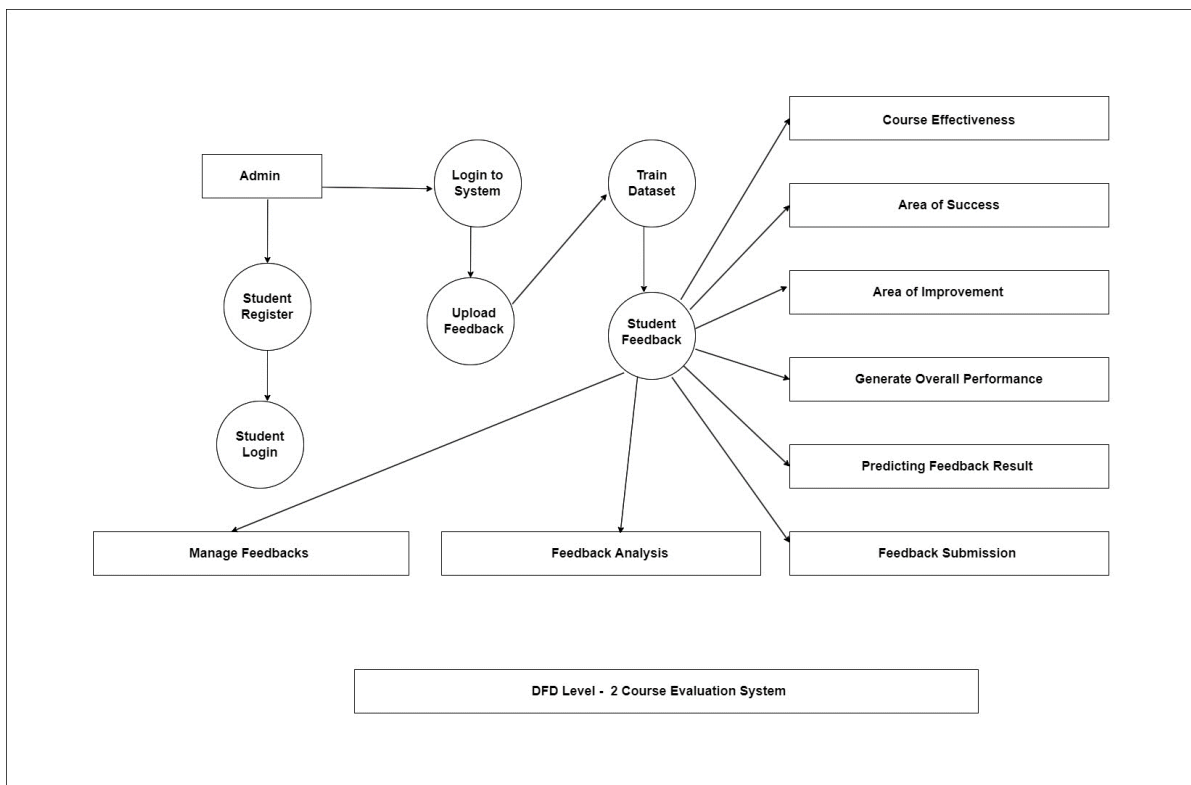 Course Effectiveness
Admin
Login to
System
Train
Dataset
Area of Success
Student
Register
Upload
Feedback
Student
Feedback
Area of Improvement
Generate Overall Performance
Student
Login
Predicting Feedback Result
Manage Feedbacks
Feedback Analysis
Feedback Submission
DFD Level -  2 Course Evaluation System